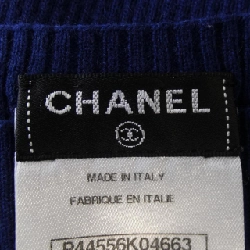 CHANEL
MADE IN ITALY
FABRIQUE EN ITALIE
P44556K04663